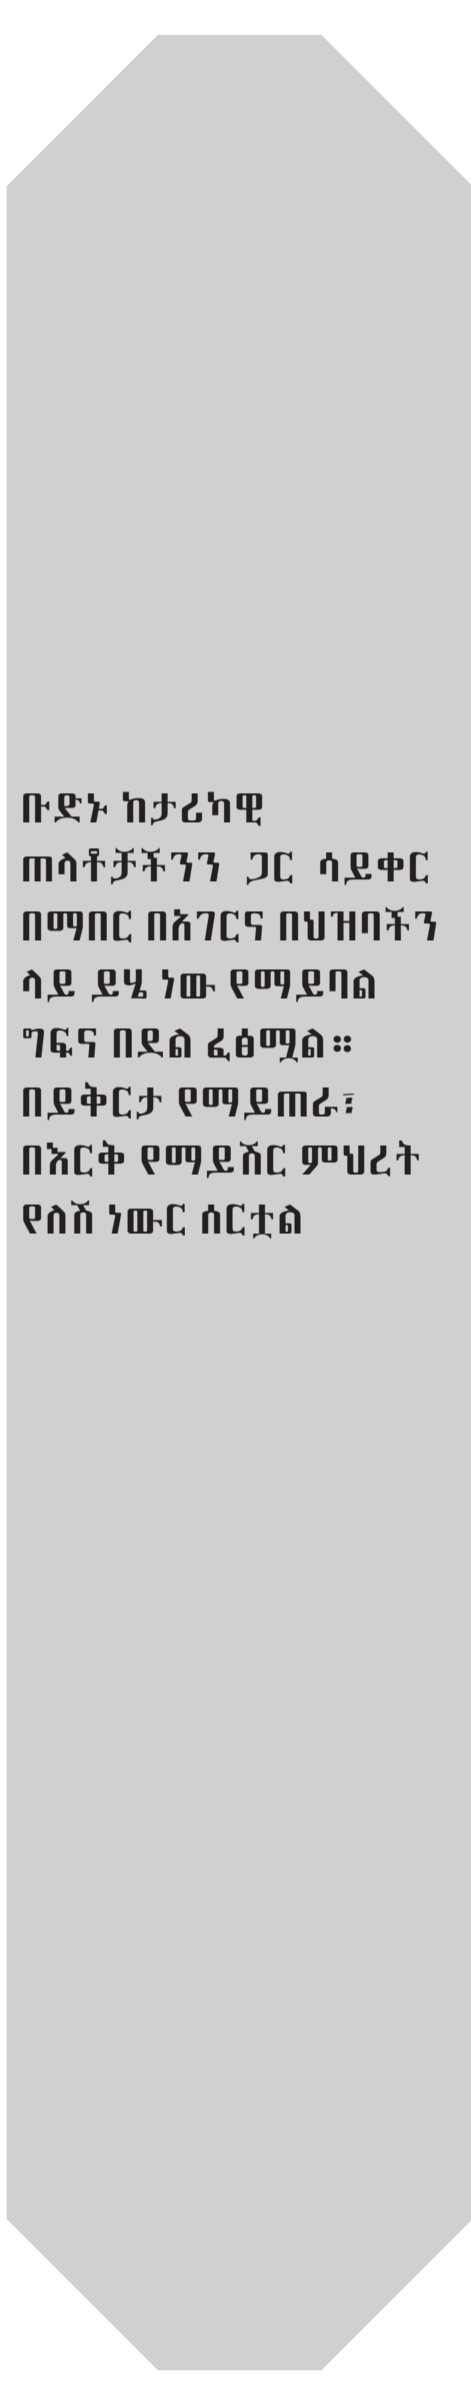 ቡድኑ ከታሪካዊ
ጠላቶቻችንን ጋር ሳይቀር
በማበር በአገርና በህዝባችን
ላይ ይሄ ነው የማይባል
ግፍና በደል ፈፅሟል።
በይቅርታ የማይጠራ፣
በእርቅ የማይሽር ምህረት
የለሽ ነውር ሰርቷል